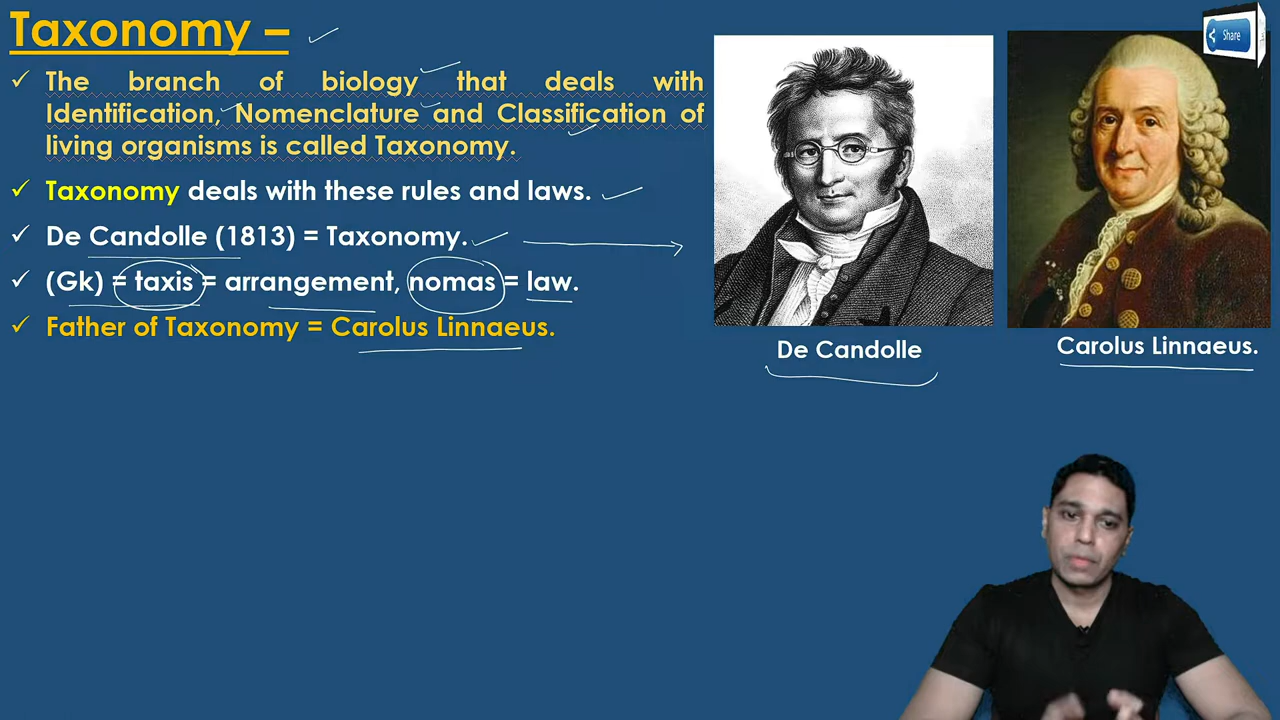 Taxonomy –
✓ The branch of biology that deals with
Identification, Nomenclature and Classification of
living organisms is called Taxonomy.
✓ Taxonomy deals with these rules and laws.
✓ De Candolle (1813) = Taxonomy.
✓ (Gk) = taxis = arrangement, nomas = law.
✓ Father of Taxonomy = Carolus Linnaeus.
De Candolle
Carolus Linnaeus.
Share